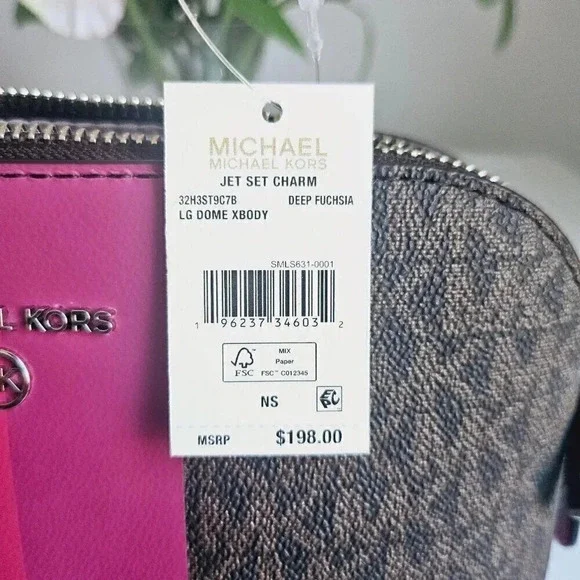 MICHAEL
MICHAEL KORS
JET SET CHARM
32H3ST9C7B DEEP FUCHSIA
LG DOME XBODY
SMLS631-0001
1 96237 34603 2
FSC
MIX
Paper
FSC™ C012345
NS
MSRP $198.00
L KORS
K